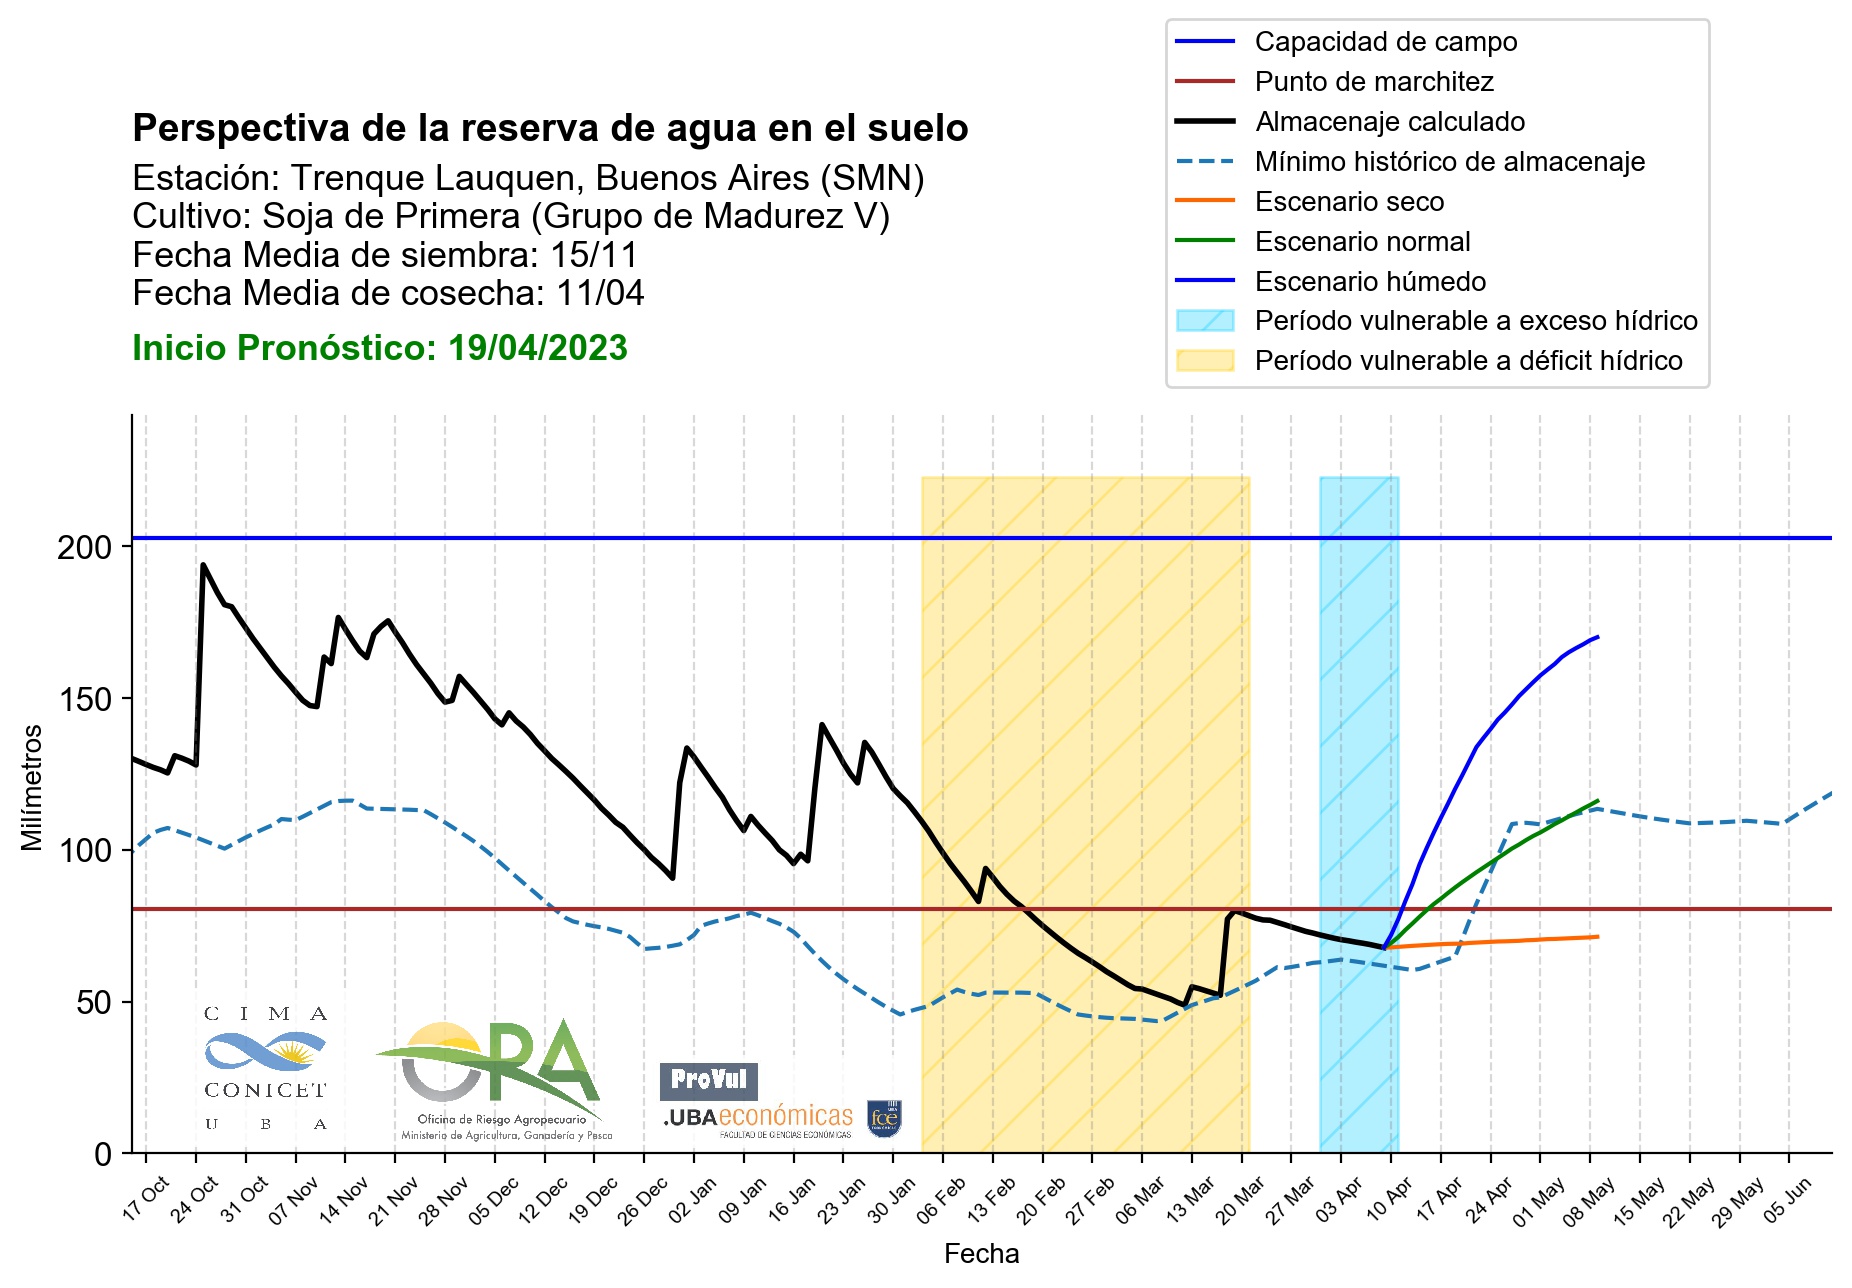 Capacidad de campo
Punto de marchitez
Almacenaje calculado
Mínimo histórico de almacenaje
Escenario seco
Escenario normal
Escenario húmedo
Período vulnerable a exceso hídrico
Período vulnerable a déficit hídrico
Perspectiva de la reserva de agua en el suelo
Estación: Trenque Lauquen, Buenos Aires (SMN)
Cultivo: Soja de Primera (Grupo de Madurez V)
Fecha Media de siembra: 15/11
Fecha Media de cosecha: 11/04
Inicio Pronóstico: 19/04/2023
Milímetros
200
150
100
50
0
CIMA
CONICET
UBA
ORA
Oficina de Riesgo Agropecuario
Ministerio de Agricultura, Ganadería y Pesca
ProVul
.UBAeconómicas
FACULTAD DE CIENCIAS ECONÓMICAS
fce
17 Oct
24 Oct
31 Oct
07 Nov
14 Nov
21 Nov
28 Nov
05 Dec
12 Dec
19 Dec
26 Dec
02 Jan
09 Jan
16 Jan
23 Jan
30 Jan
06 Feb
13 Feb
20 Feb
27 Feb
06 Mar
13 Mar
20 Mar
27 Mar
03 Apr
10 Apr
17 Apr
24 Apr
01 May
08 May
15 May
22 May
29 May
05 Jun
Fecha